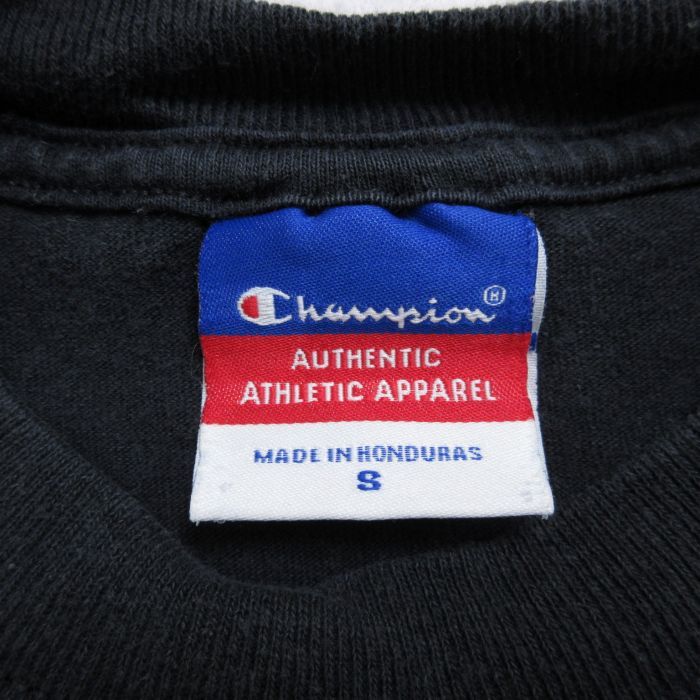 Champion®
AUTHENTIC
ATHLETIC APPAREL
MADE IN HONDURAS
S